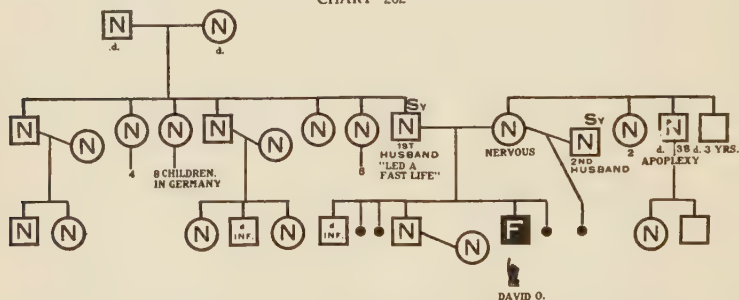 CHART
N N
d. d.
Sy
N N N N N N N N N N N Sy N N N
4
8 CHILDREN.
IN GERMANY
6
1ST
HUSBAND
"LED A
FAST LIFE"
NERVOUS
2ND
HUSBAND
2
d. 38
APOPLEXY
d. 3 YRS.
N N N
d
INF.
N
d
INF.
N N F N
DAVID O.